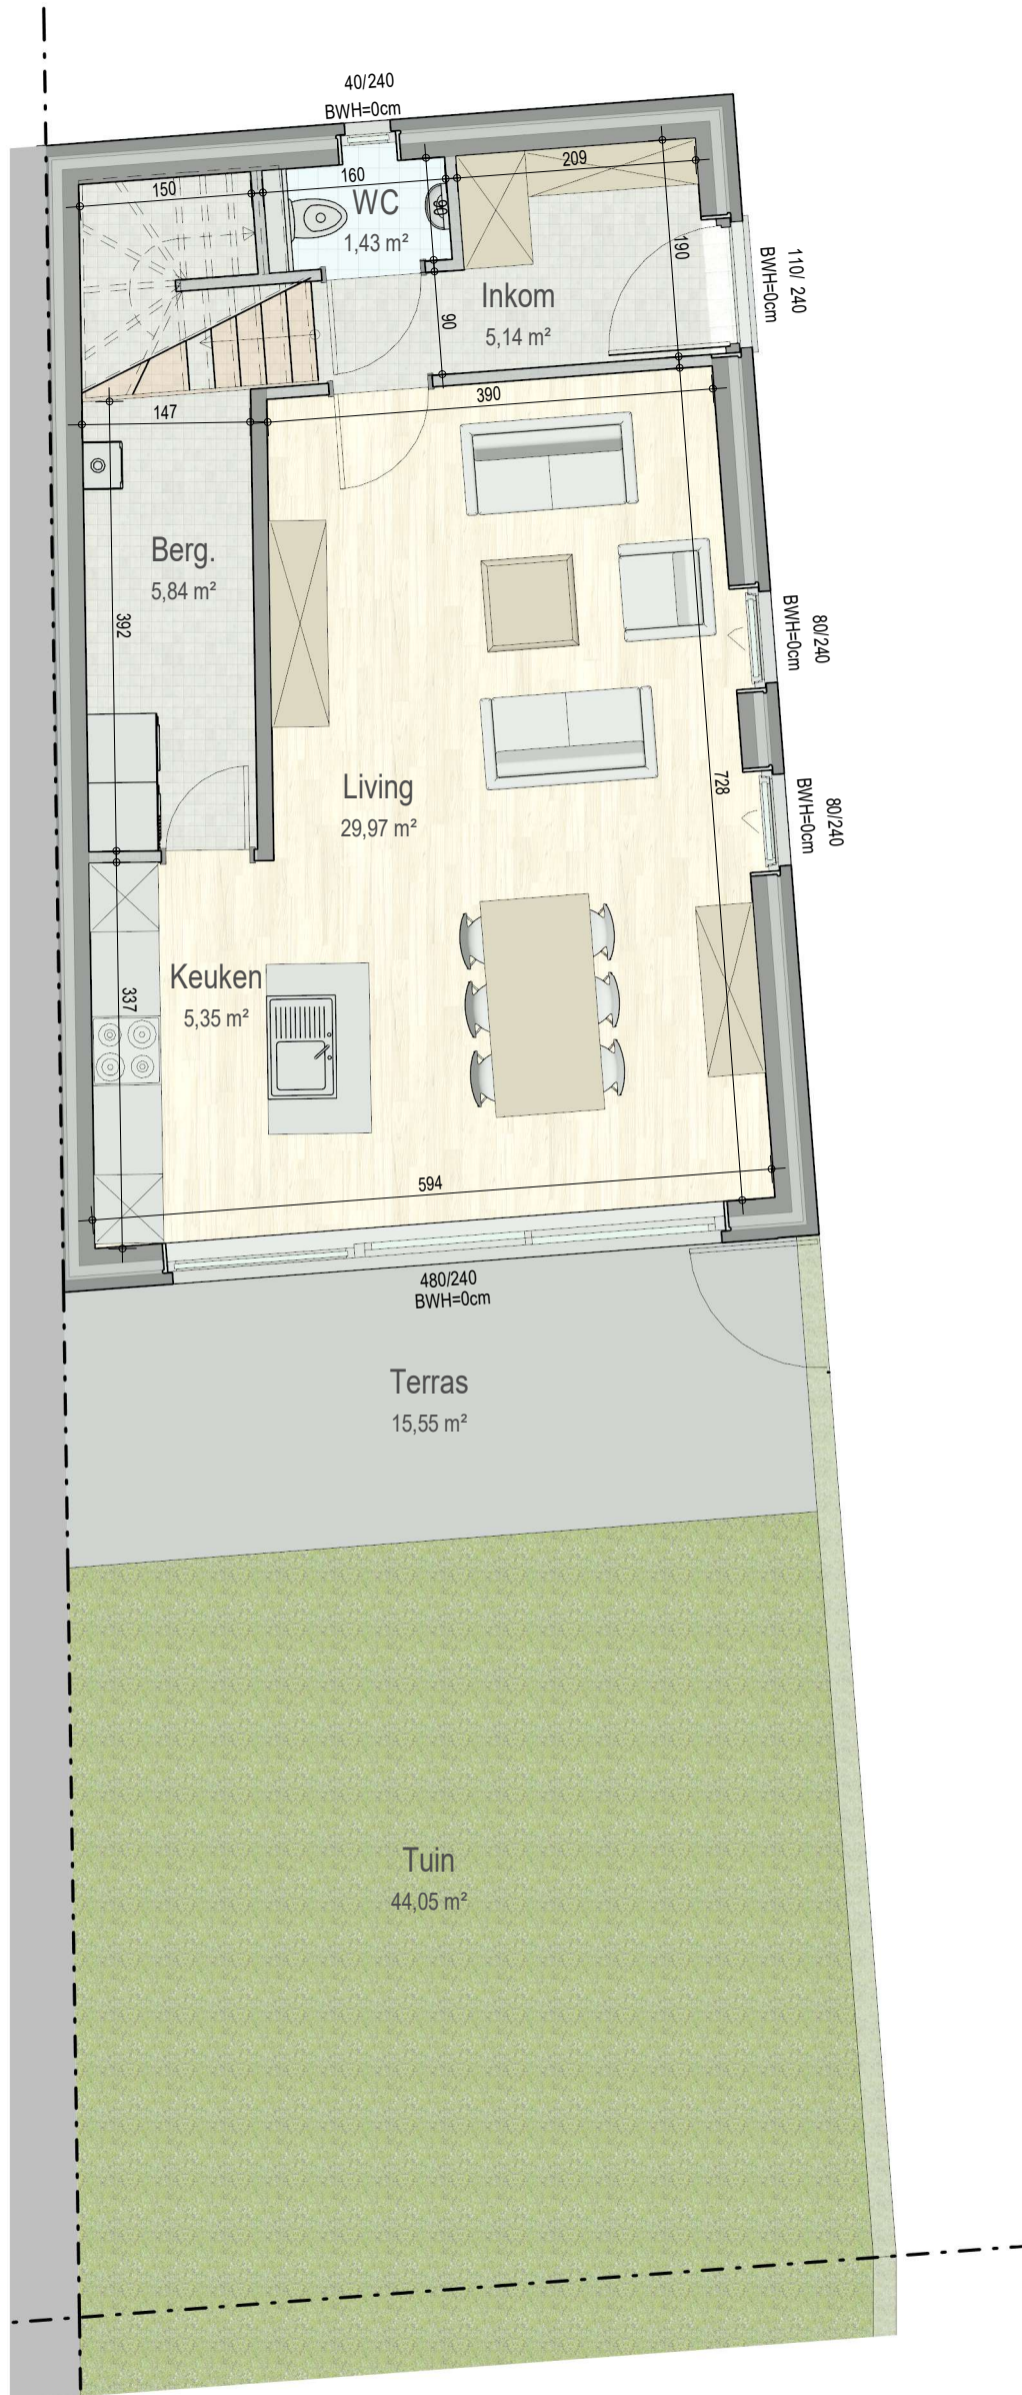 40/240
BWH=0cm
150
160
209
WC
1,43 m²
90
190
110/ 240
BWH=0cm
Inkom
5,14 m²
90
147
390
Berg.
5,84 m²
392
80/240
BWH=0cm
Living
29,97 m²
728
80/240
BWH=0cm
Keuken
5,35 m²
337
594
480/240
BWH=0cm
Terras
15,55 m²
Tuin
44,05 m²